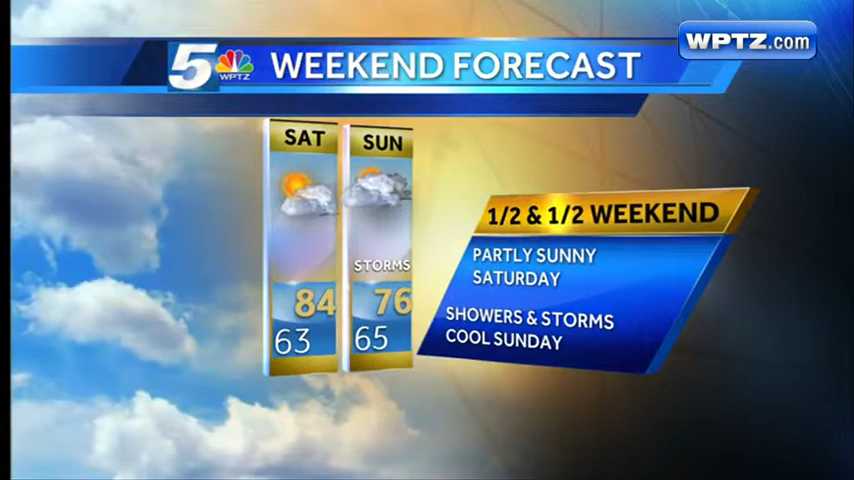 WPTZ.com
5 WPTZ WEEKEND FORECAST
SAT
SUN
STORMS
84
63
76
65
1/2 & 1/2 WEEKEND
PARTLY SUNNY
SATURDAY
SHOWERS & STORMS
COOL SUNDAY